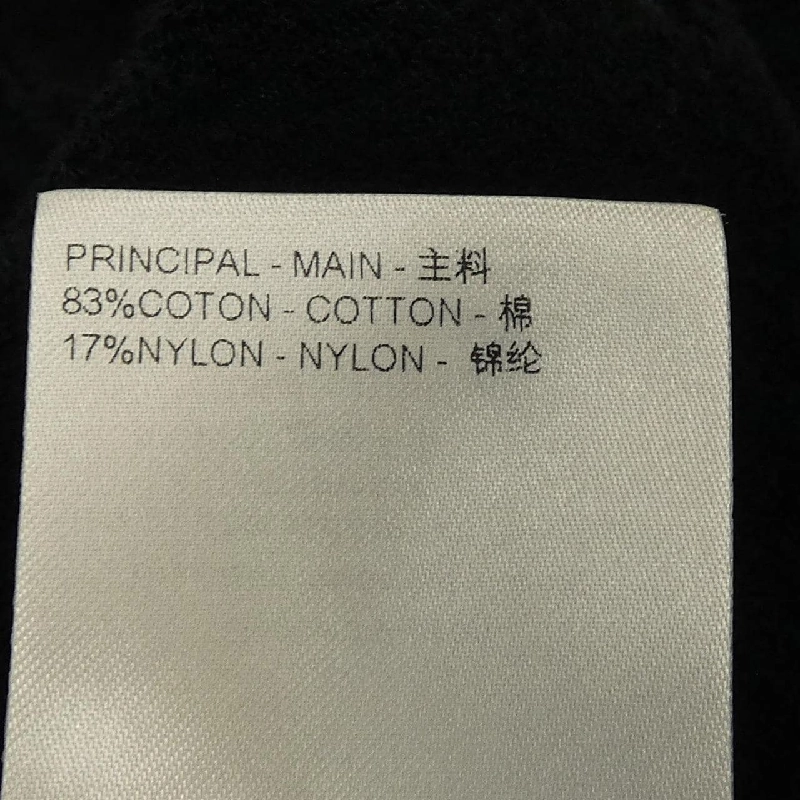 PRINCIPAL - MAIN - 主料
83%COTON - COTTON - 棉
17%NYLON - NYLON - 锦纶